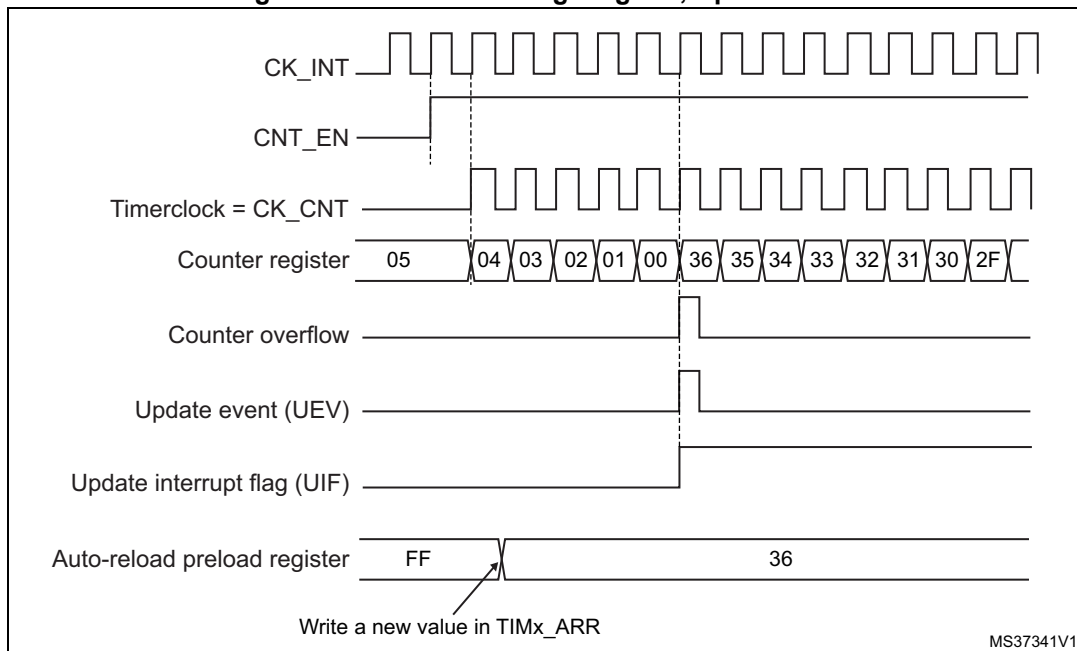 CK_INT
CNT_EN
Timerclock = CK_CNT
Counter register 05 04 03 02 01 00 36 35 34 33 32 31 30 2F
Counter overflow
Update event (UEV)
Update interrupt flag (UIF)
Auto-reload preload register FF 36
Write a new value in TIMx_ARR
MS37341V1